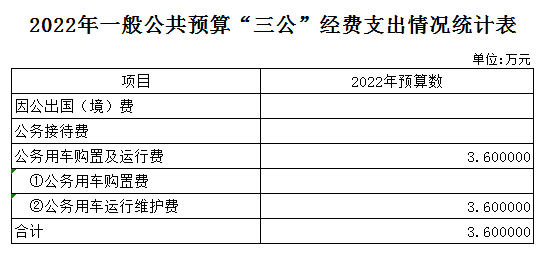 2022年一般公共预算“三公”经费支出情况统计表
单位:万元
项目 2022年预算数
因公出国（境）费
公务接待费
公务用车购置及运行费 3.600000
①公务用车购置费
②公务用车运行维护费 3.600000
合计 3.600000